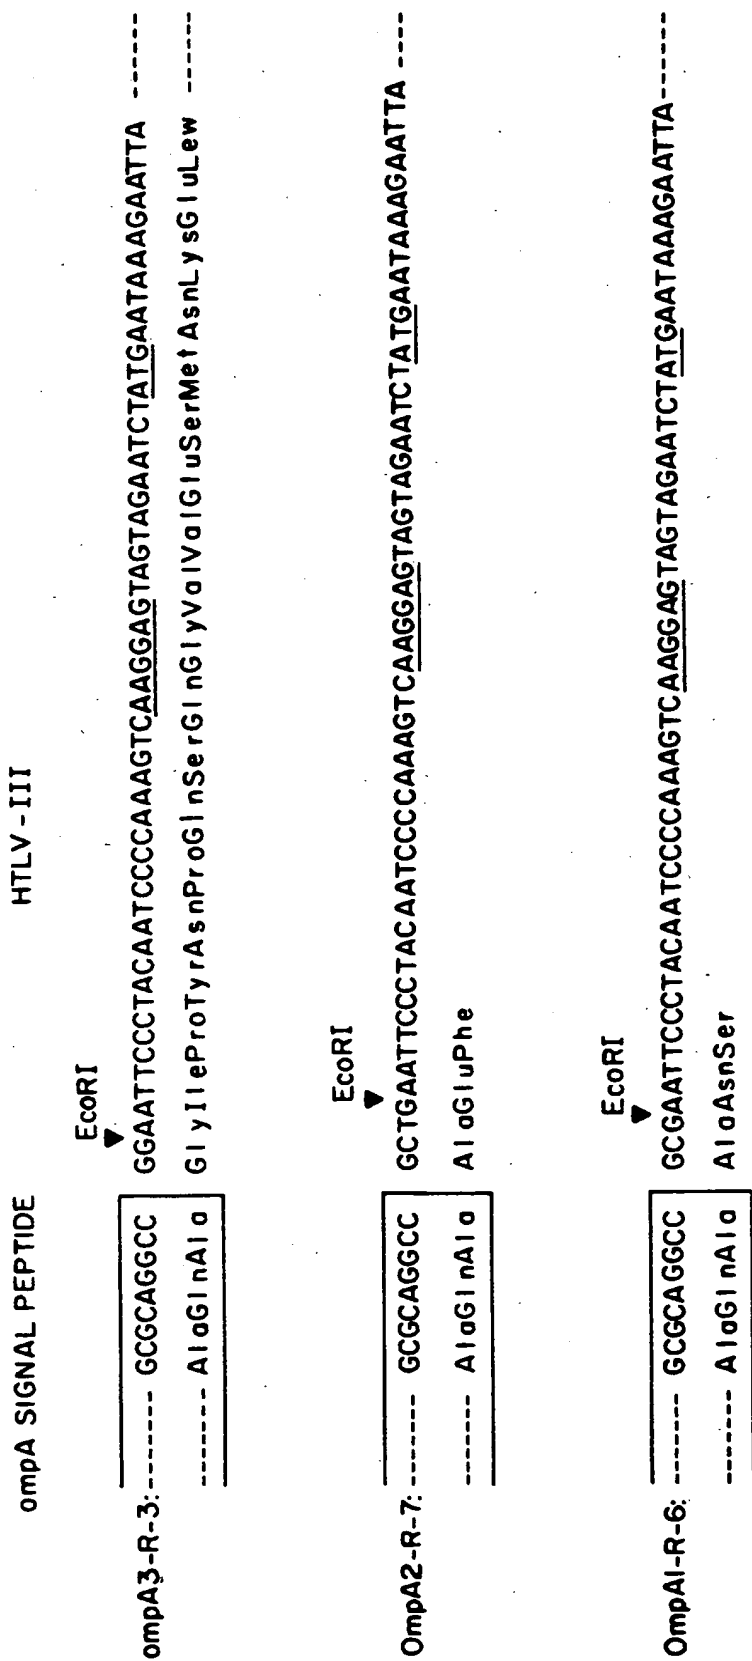 ompA SIGNAL PEPTIDE HTLV-III
EcoRI
ompA3-R-3:------- GCGCAGGCC GGAATTCCCTACAATCCCCAAAGTCAAGGAGTAGTAGAATCTATGAATAAAGAATTA ------
------- AlaGlnAla GlyIleProTyrAsnProGlnSerGlnGlyValValGluSerMetAsnLysGluLew ------
EcoRI
OmpA2-R-7:------- GCGCAGGCC GCTGAATTCCCTACAATCCCCAAAGTCAAGGAGTAGTAGAATCTATGAATAAAGAATTA ----
------- AlaGlnAla AlaGluPhe
EcoRI
OmpA1-R-6: ------- GCGCAGGCC GCGAATTCCCTACAATCCCCAAAGTCAAGGAGTAGTAGAATCTATGAATAAAGAATTA------
------- AlaGlnAla AlaAsnSer